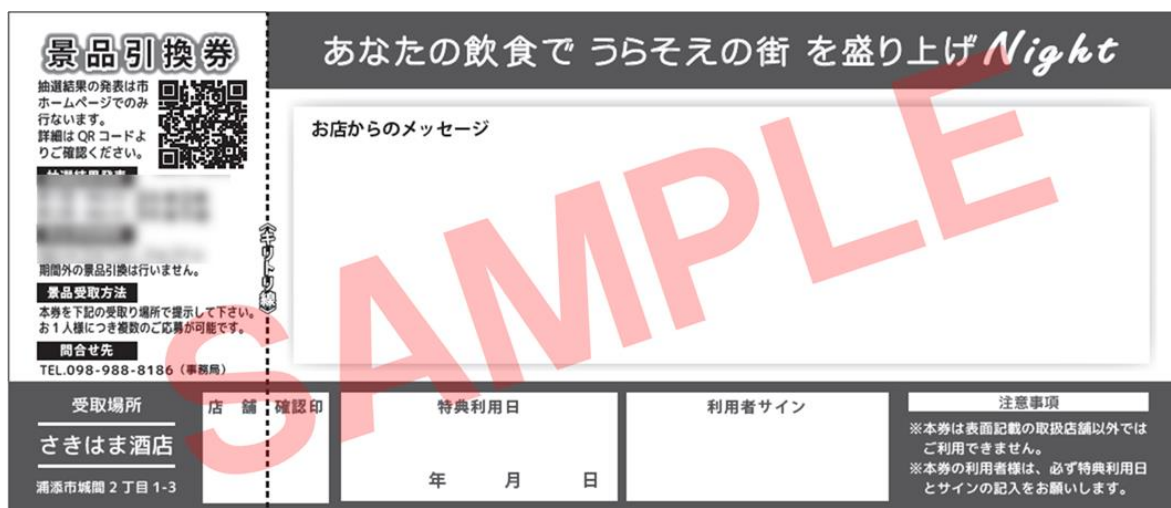 景品引換券
抽選結果の発表は市
ホームページでのみ
行ないます。
詳細はQRコードよ
りご確認ください。
抽選結果発表
期間外の景品引換は行いません。
景品受取方法
本券を下記の受取り場所で提示して下さい。
お1人様につき複数のご応募が可能です。
問合せ先
TEL.098-988-8186（事務局）
受取場所
さきはま酒店
浦添市城間2丁目1-3
《キリトリ線》
あなたの飲食で うらそえの街 を盛り上げNight
お店からのメッセージ
SAMPLE
店 舗 確認印
特典利用日
年 月 日
利用者サイン
注意事項
※本券は表面記載の取扱店舗以外では
ご利用できません。
※本券の利用者様は、必ず特典利用日
とサインの記入をお願いします。